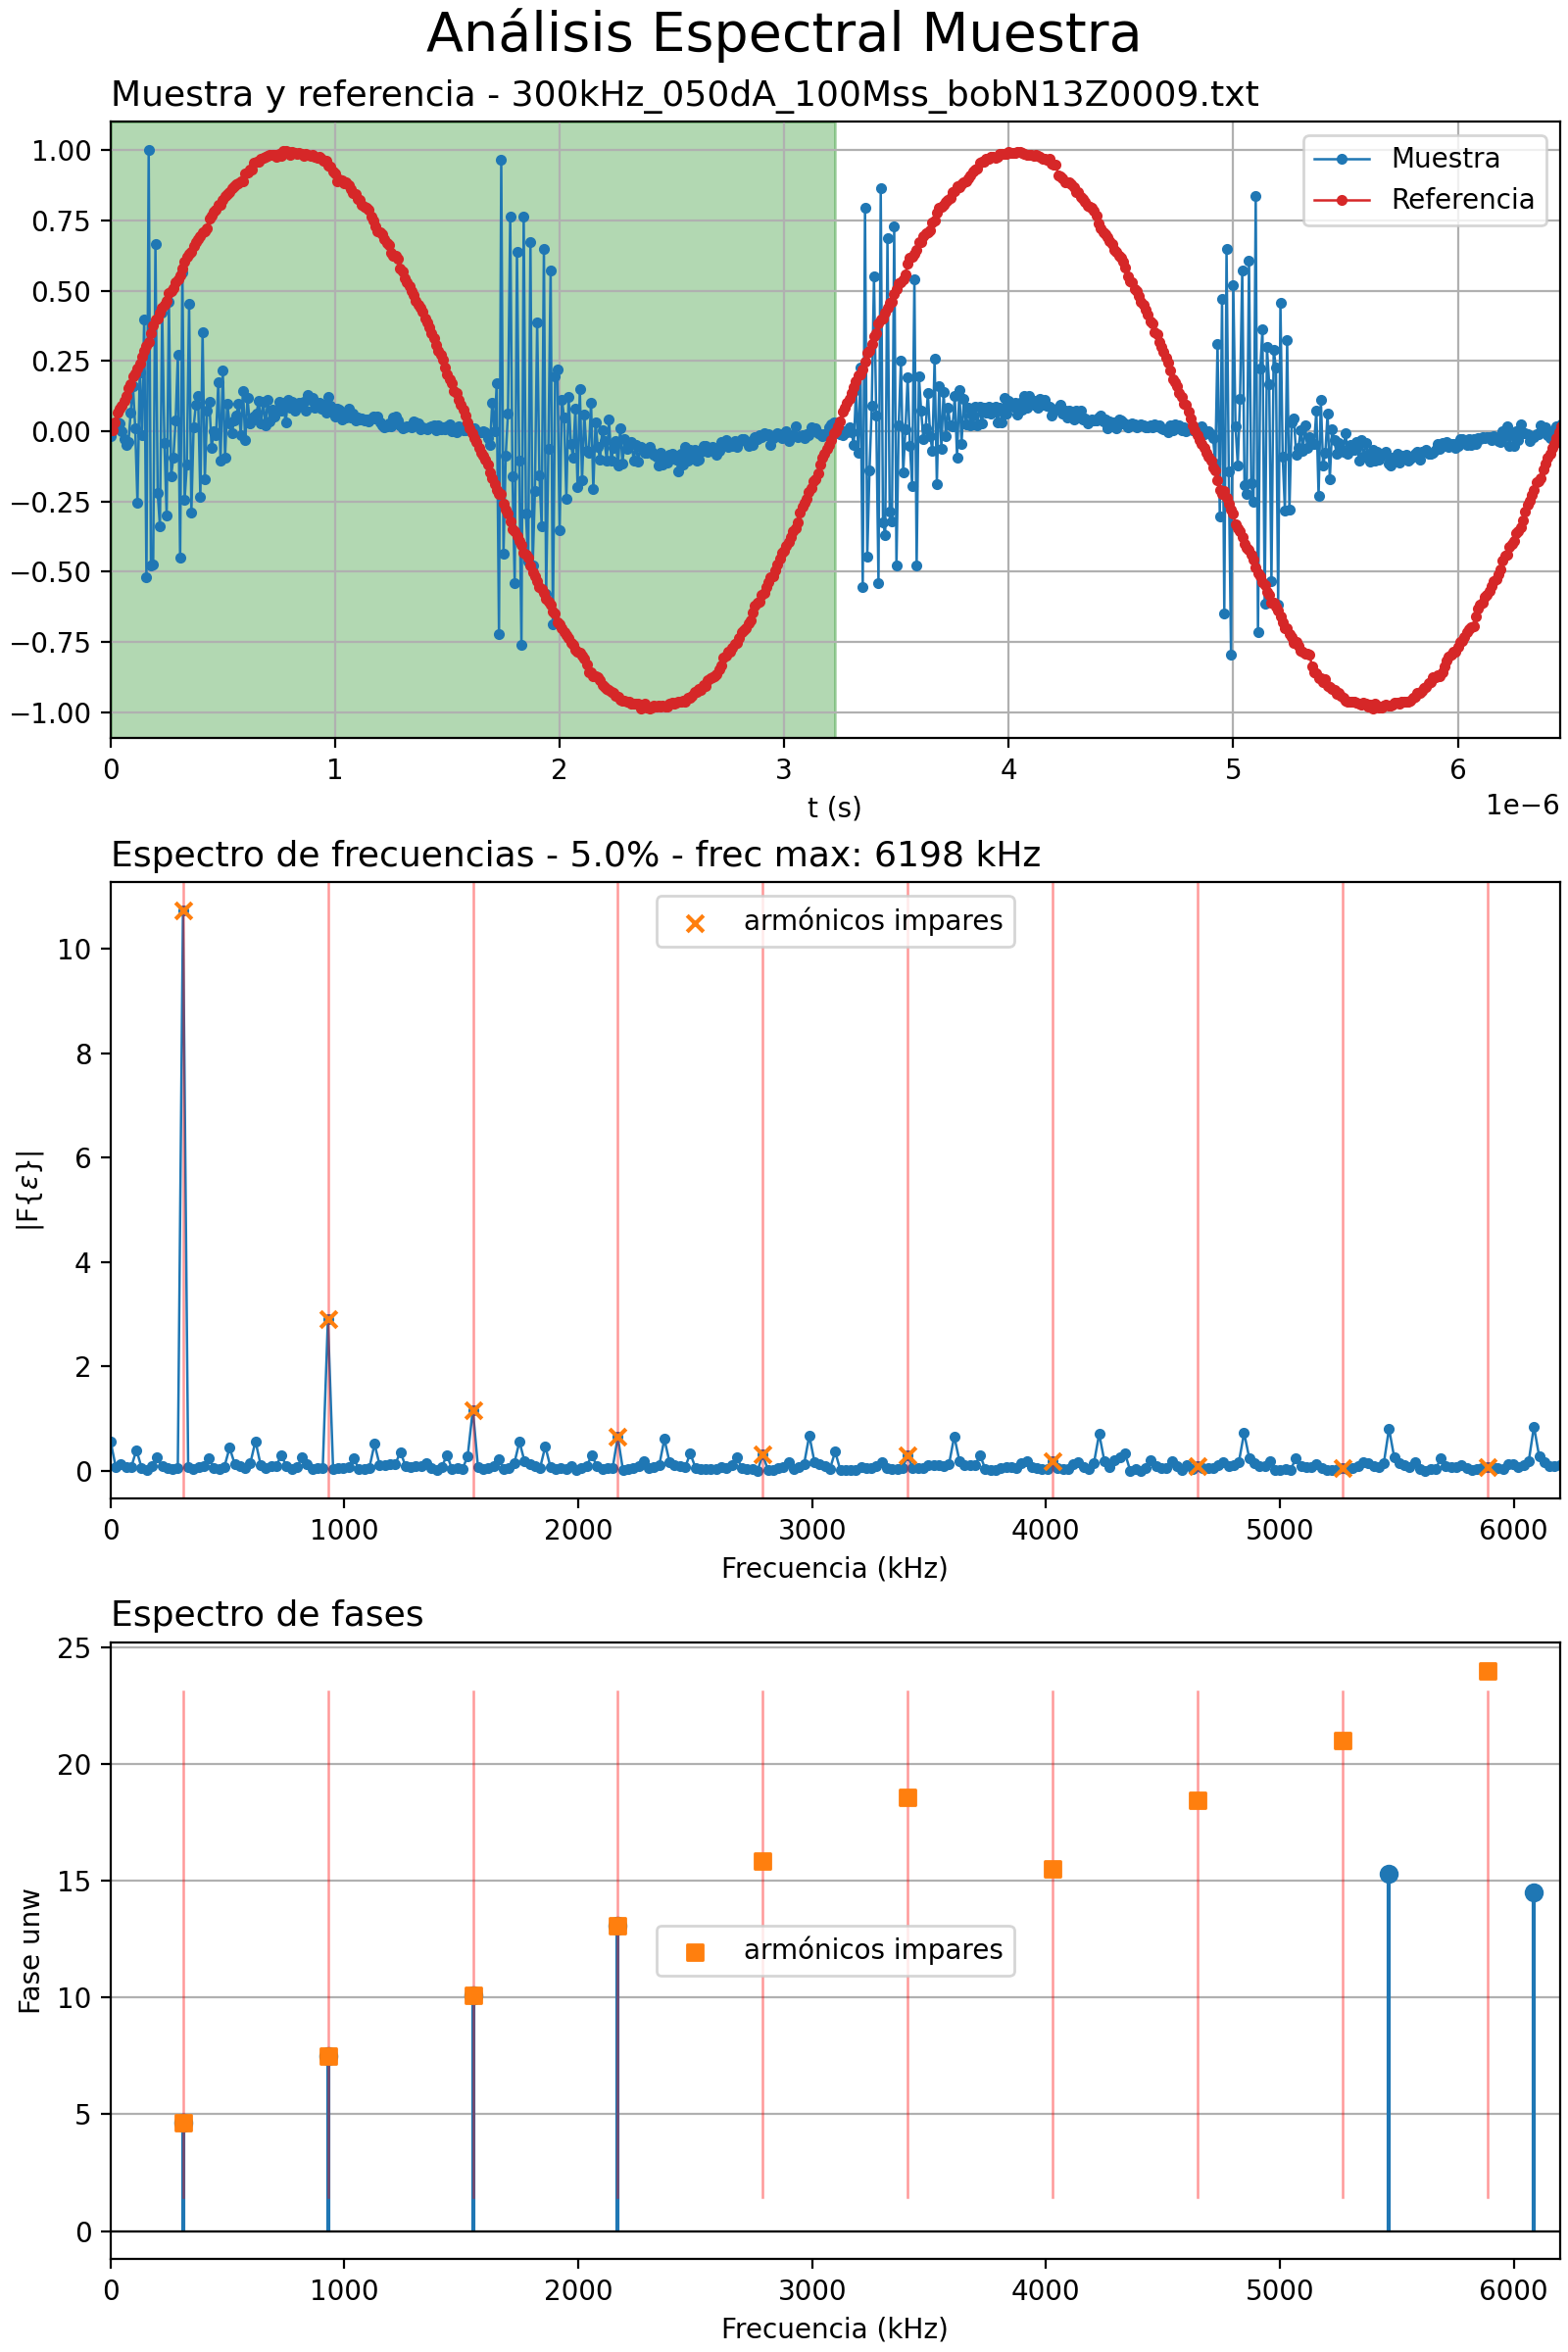 Análisis Espectral Muestra
Muestra y referencia - 300kHz_050dA_100Mss_bobN13Z0009.txt
1.00
0.75
0.50
0.25
0.00
−0.25
−0.50
−0.75
−1.00
Muestra
Referencia
0 1 2 3 4 5 6
1e−6
t (s)
Espectro de frecuencias - 5.0% - frec max: 6198 kHz
armónicos impares
10
8
6
4
2
0
|F{ε}|
0 1000 2000 3000 4000 5000 6000
Frecuencia (kHz)
Espectro de fases
25
20
15
10
5
0
Fase unw
armónicos impares
0 1000 2000 3000 4000 5000 6000
Frecuencia (kHz)